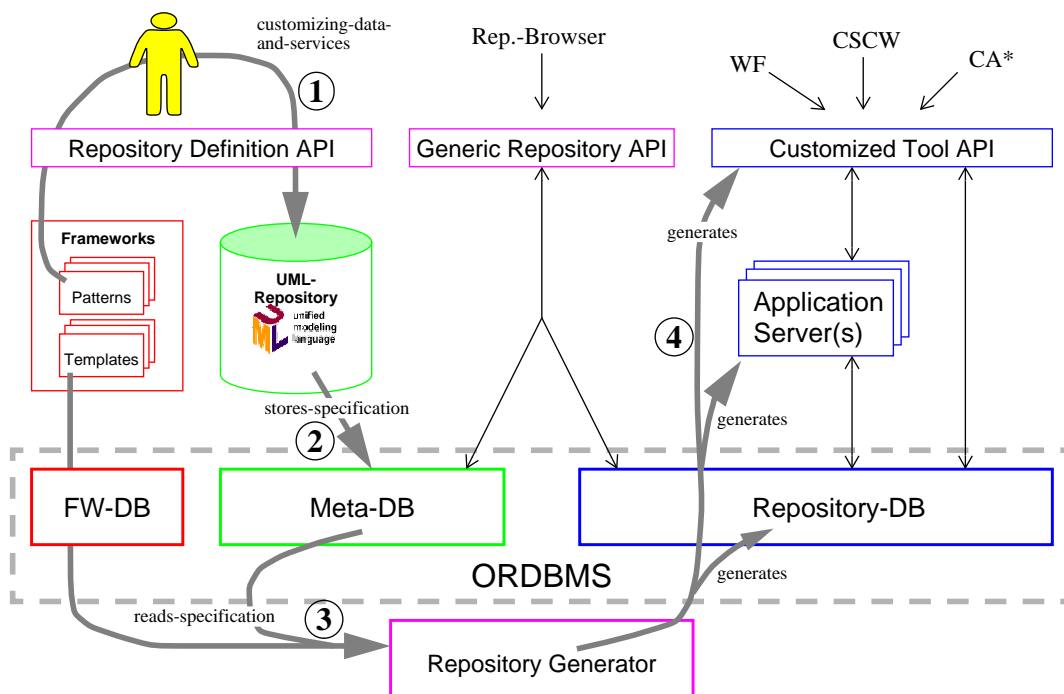 customizing-data-
and-services
1
Rep.-Browser
WF
CSCW
CA*
Repository Definition API
Generic Repository API
Customized Tool API
Frameworks
Patterns
Templates
UML-
Repository
UML
unified
modeling
language
generates
4
Application
Server(s)
stores-specification
2
generates
FW-DB
Meta-DB
Repository-DB
ORDBMS
generates
reads-specification
3
Repository Generator